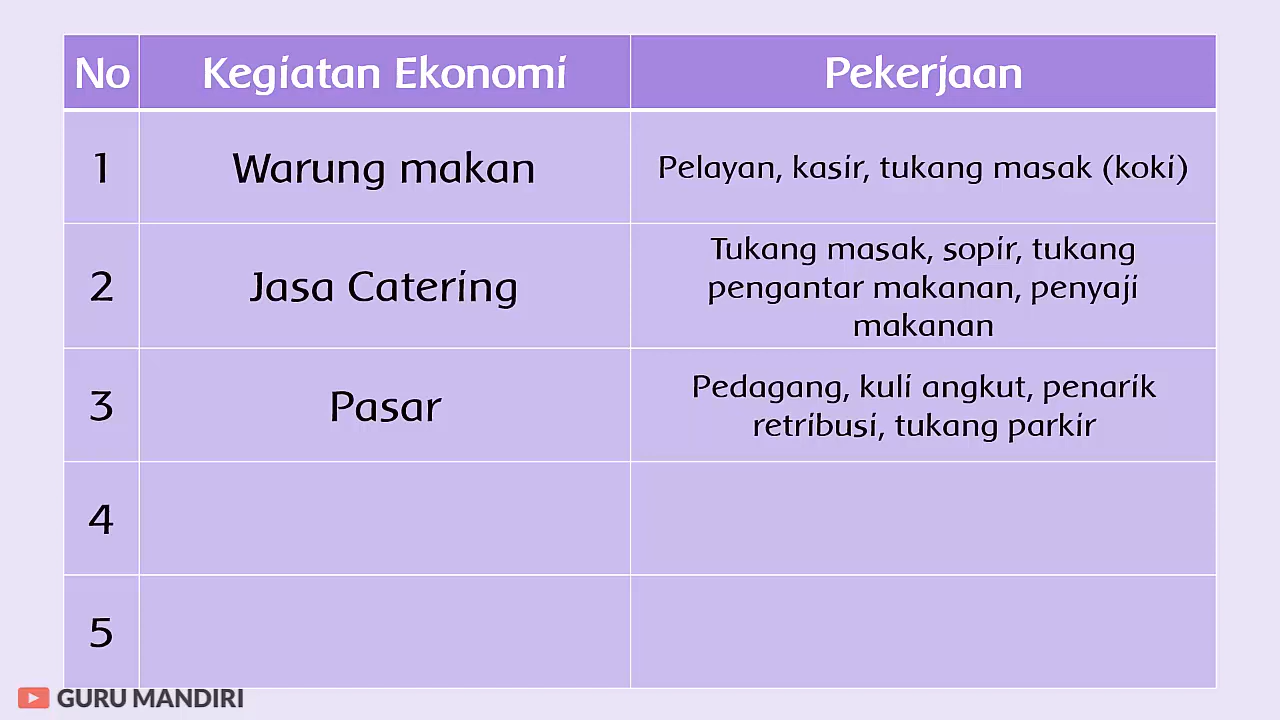 No Kegiatan Ekonomi Pekerjaan
1 Warung makan Pelayan, kasir, tukang masak (koki)
2 Jasa Catering Tukang masak, sopir, tukang
pengantar makanan, penyaji
makanan
3 Pasar Pedagang, kuli angkut, penarik
retribusi, tukang parkir
4
5
GURU MANDIRI